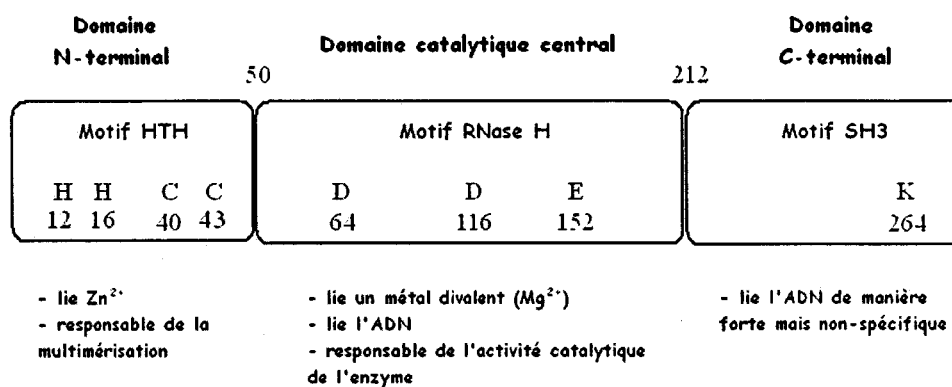 Domaine
N-terminal
Domaine catalytique central
Domaine
C-terminal
50
212
Motif HTH
Motif RNase H
Motif SH3
H H C C
D D E
K
12 16 40 43
64 116 152
264
- lie Zn²⁺
- responsable de la
multimérisation
- lie un métal divalent (Mg²⁺)
- lie l'ADN
- responsable de l'activité catalytique
de l'enzyme
- lie l'ADN de manière
forte mais non-spécifique